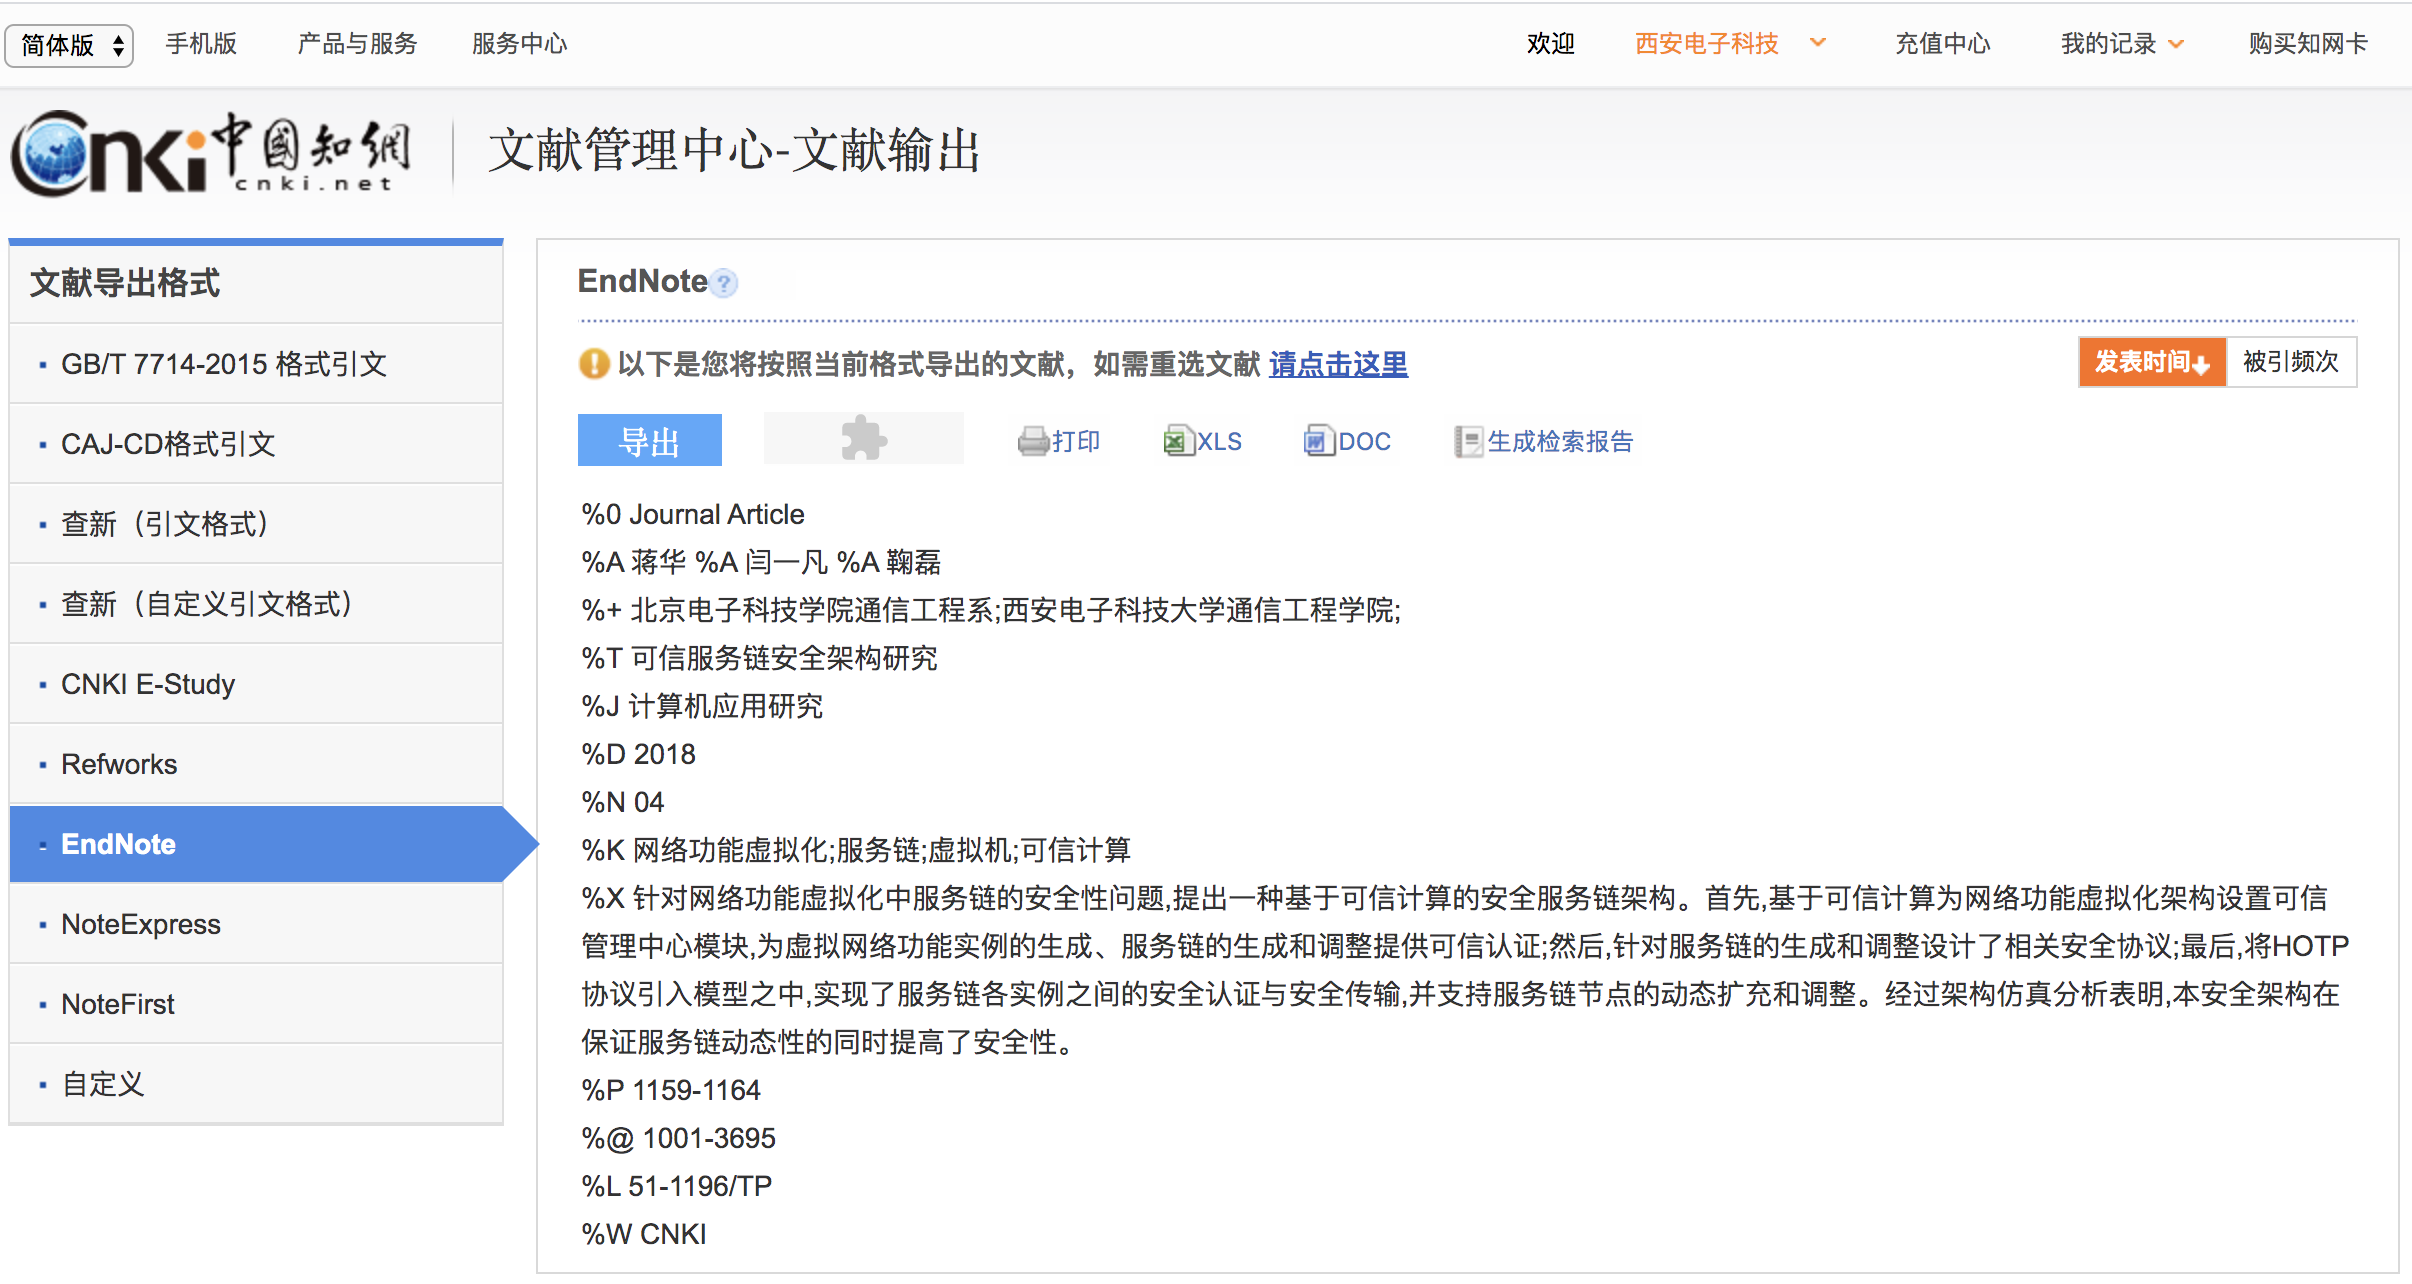 简体版 手机版 产品与服务 服务中心 欢迎 西安电子科技 充值中心 我的记录 购买知网卡
Cnki 中國知網 文献管理中心-文献输出
cnki.net
文献导出格式
GB/T 7714-2015 格式引文
CAJ-CD格式引文
查新（引文格式）
查新（自定义引文格式）
CNKI E-Study
Refworks
EndNote
NoteExpress
NoteFirst
自定义
EndNote ?
! 以下是您将按照当前格式导出的文献，如需重选文献 请点击这里 发表时间 被引频次
导出 打印 XLS DOC 生成检索报告
%0 Journal Article
%A 蒋华 %A 闫一凡 %A 鞠磊
%+ 北京电子科技学院通信工程系;西安电子科技大学通信工程学院;
%T 可信服务链安全架构研究
%J 计算机应用研究
%D 2018
%N 04
%K 网络功能虚拟化;服务链;虚拟机;可信计算
%X 针对网络功能虚拟化中服务链的安全性问题,提出一种基于可信计算的安全服务链架构。首先,基于可信计算为网络功能虚拟化架构设置可信
管理中心模块,为虚拟网络功能实例的生成、服务链的生成和调整提供可信认证;然后,针对服务链的生成和调整设计了相关安全协议;最后,将HOTP
协议引入模型之中,实现了服务链各实例之间的安全认证与安全传输,并支持服务链节点的动态扩充和调整。经过架构仿真分析表明,本安全架构在
保证服务链动态性的同时提高了安全性。
%P 1159-1164
%@ 1001-3695
%L 51-1196/TP
%W CNKI